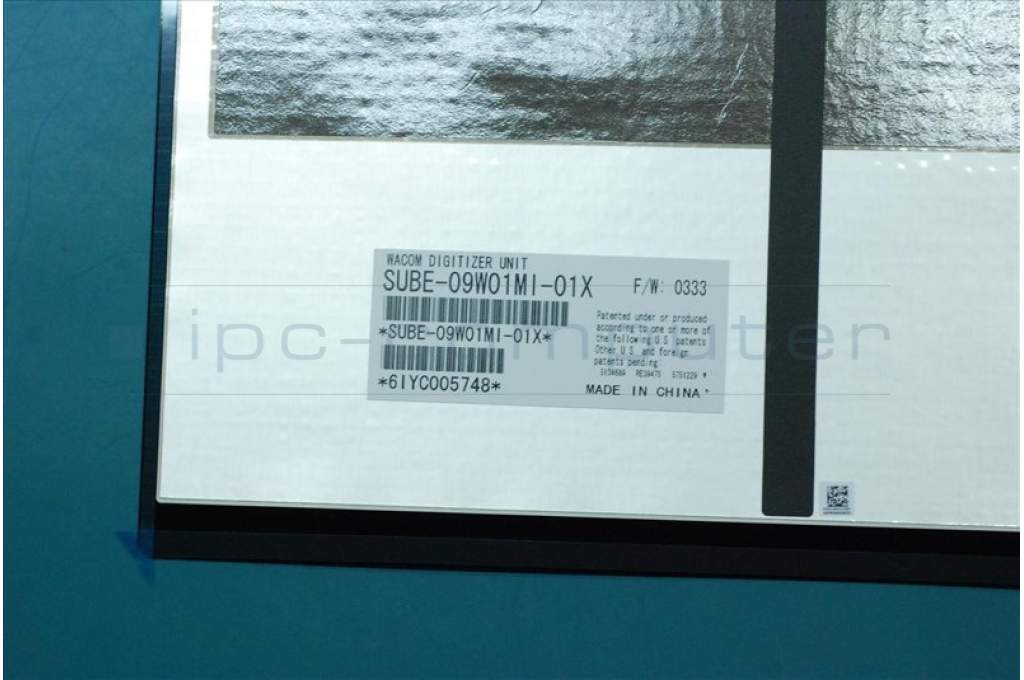 WACOM DIGITIZER UNIT
SUBE-09W01MI-01X F/W: 0333
*SUBE-09W01MI-01X*
*6IYC005748*
Patented under or produced
according to one or more of
the following U.S. patents
Other U.S. and foreign
patents pending:
MADE IN CHINA
ipc-computer